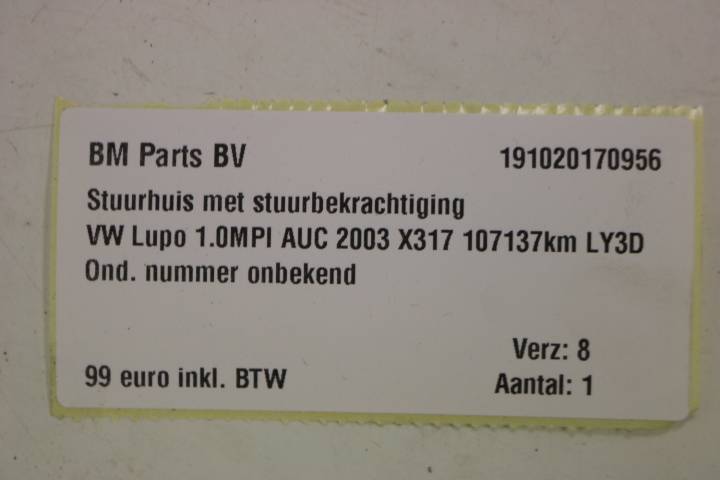 BM Parts BV 191020170956
Stuurhuis met stuurbekrachtiging
VW Lupo 1.0MPI AUC 2003 X317 107137km LY3D
Ond. nummer onbekend
Verz: 8
99 euro inkl. BTW Aantal: 1